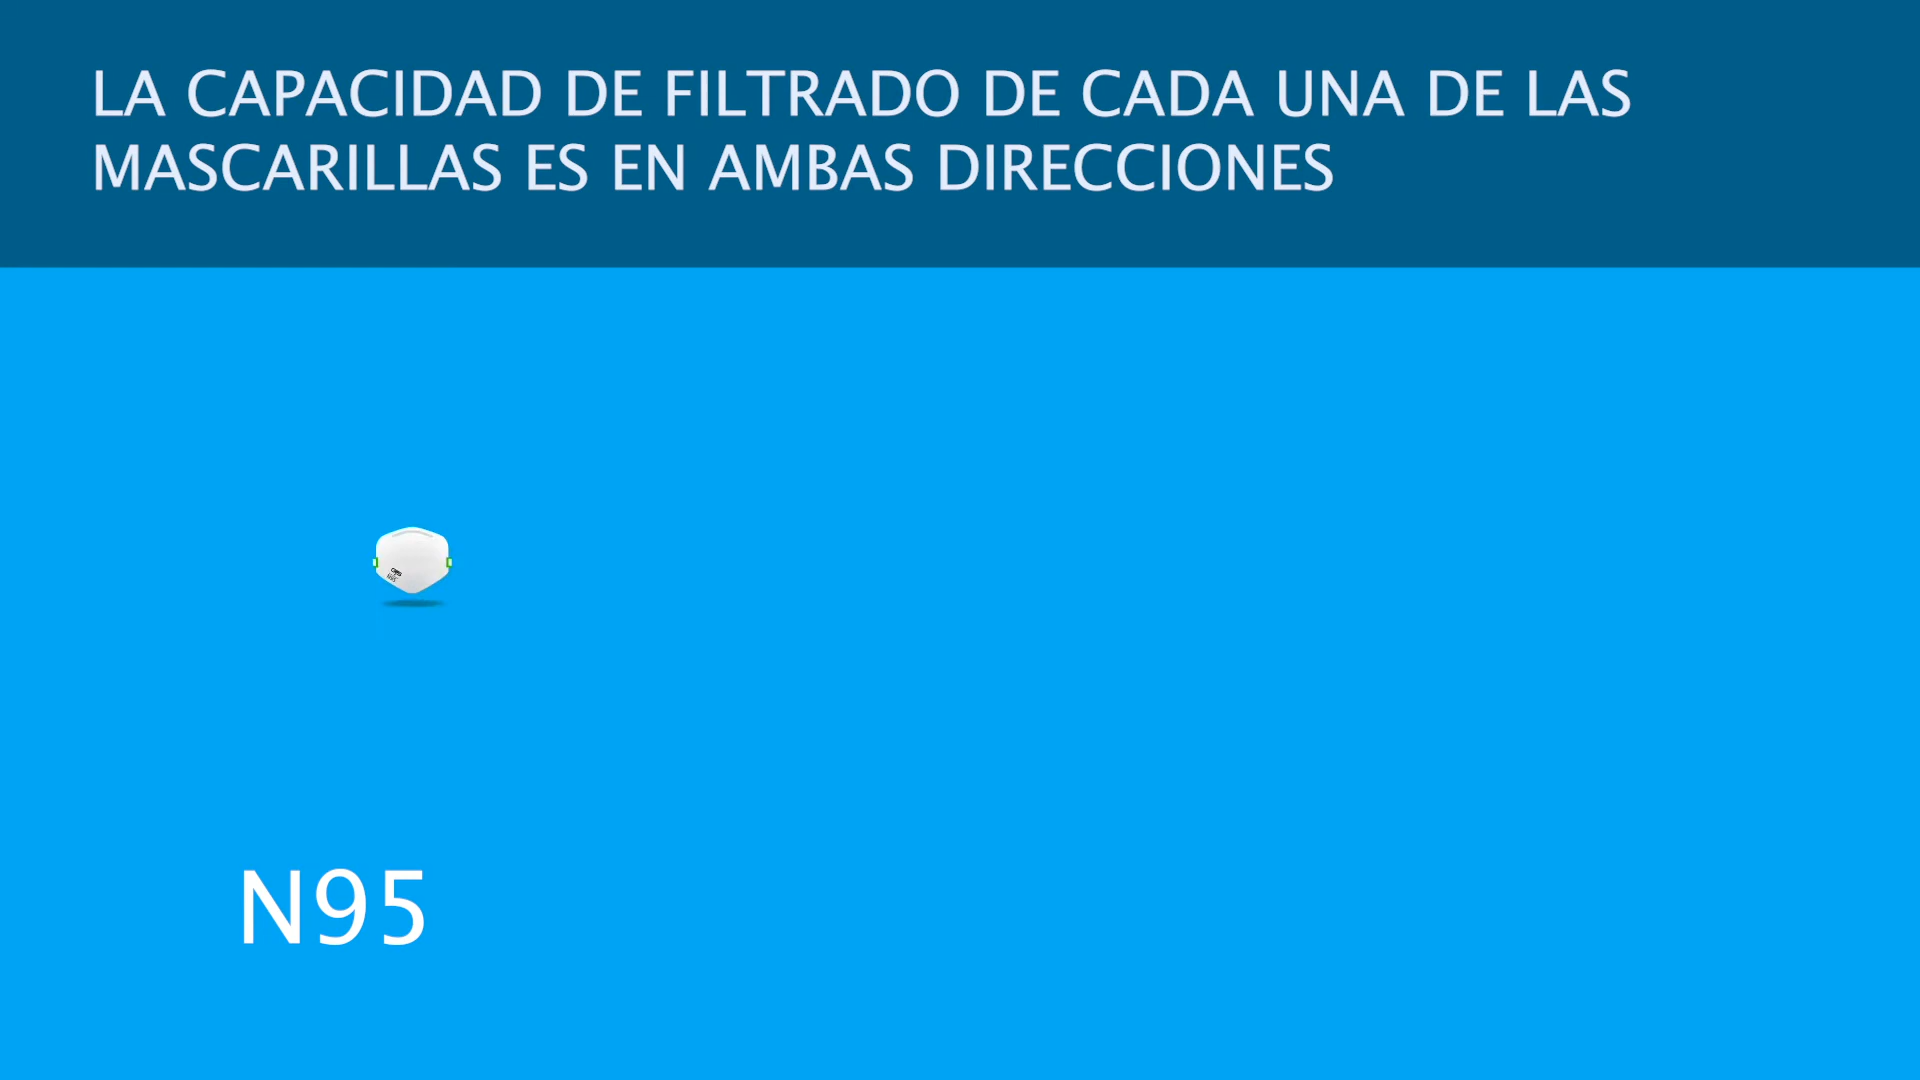 LA CAPACIDAD DE FILTRADO DE CADA UNA DE LAS
MASCARILLAS ES EN AMBAS DIRECCIONES
N95